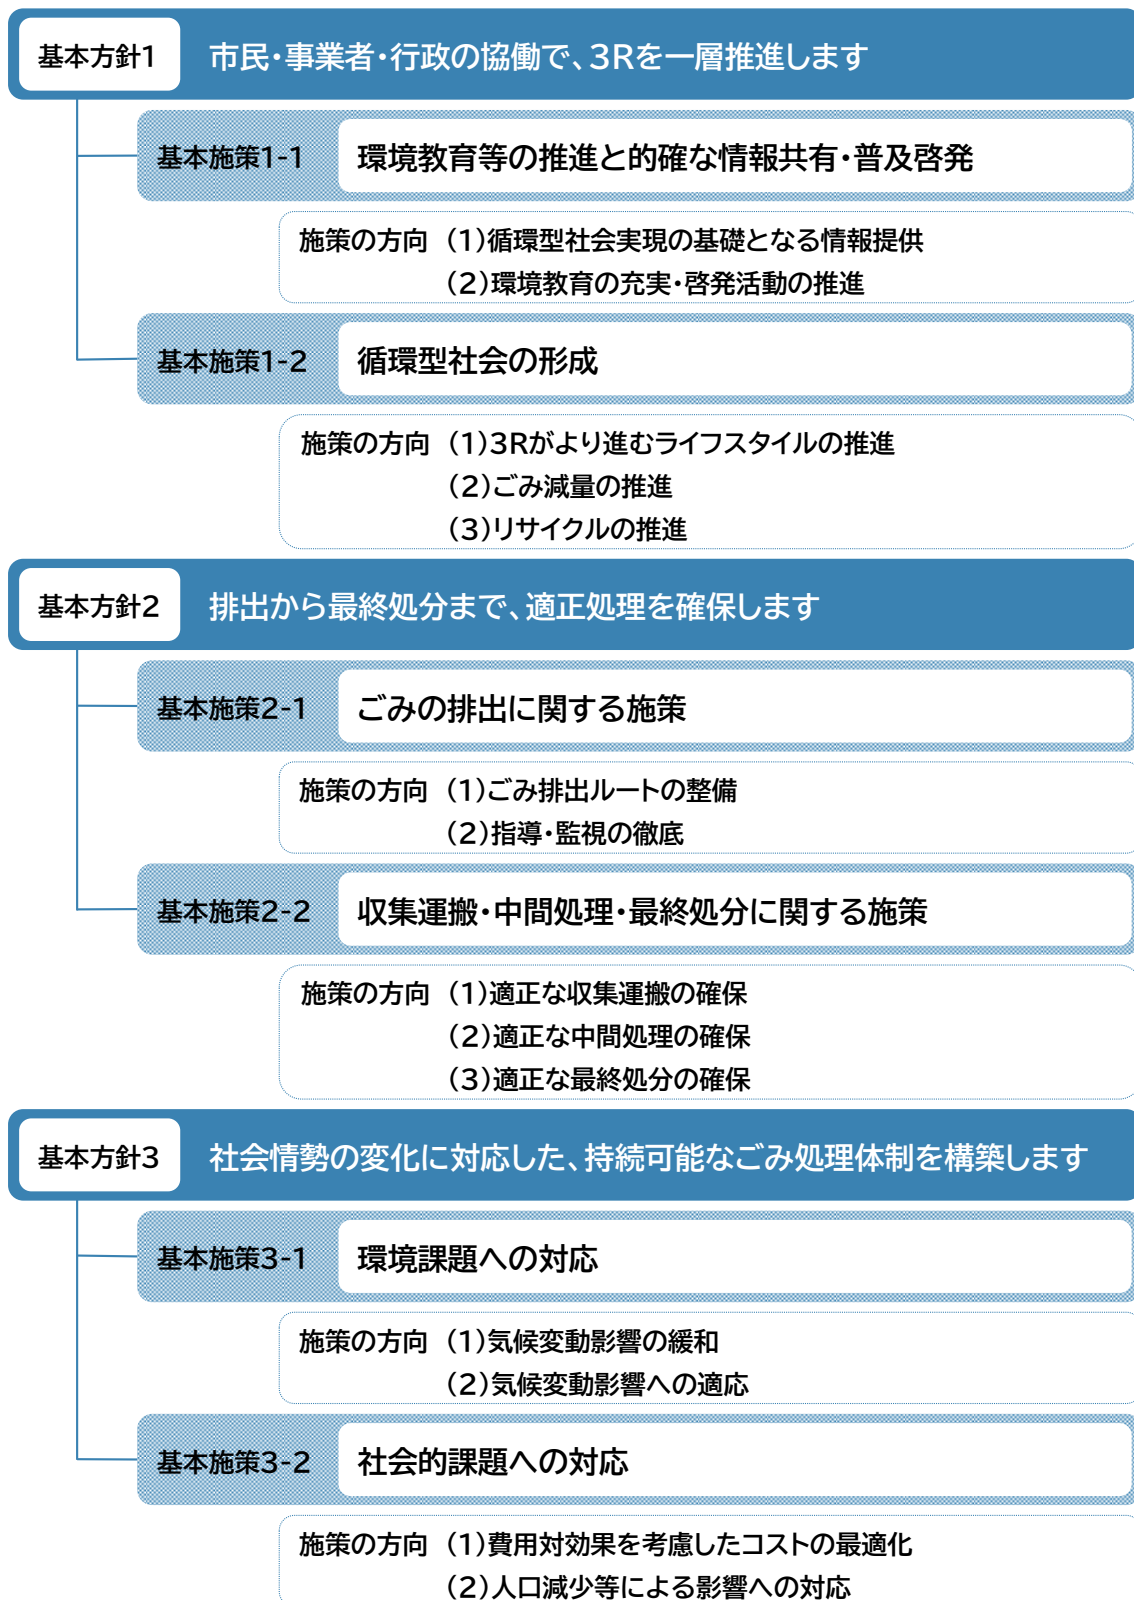 基本方針1 市民・事業者・行政の協働で、3Rを一層推進します
基本施策1-1 環境教育等の推進と的確な情報共有・普及啓発
施策の方向 (1)循環型社会実現の基礎となる情報提供
(2)環境教育の充実・啓発活動の推進
基本施策1-2 循環型社会の形成
施策の方向 (1)3Rがより進むライフスタイルの推進
(2)ごみ減量の推進
(3)リサイクルの推進
基本方針2 排出から最終処分まで、適正処理を確保します
基本施策2-1 ごみの排出に関する施策
施策の方向 (1)ごみ排出ルートの整備
(2)指導・監視の徹底
基本施策2-2 収集運搬・中間処理・最終処分に関する施策
施策の方向 (1)適正な収集運搬の確保
(2)適正な中間処理の確保
(3)適正な最終処分の確保
基本方針3 社会情勢の変化に対応した、持続可能なごみ処理体制を構築します
基本施策3-1 環境課題への対応
施策の方向 (1)気候変動影響の緩和
(2)気候変動影響への適応
基本施策3-2 社会的課題への対応
施策の方向 (1)費用対効果を考慮したコストの最適化
(2)人口減少等による影響への対応